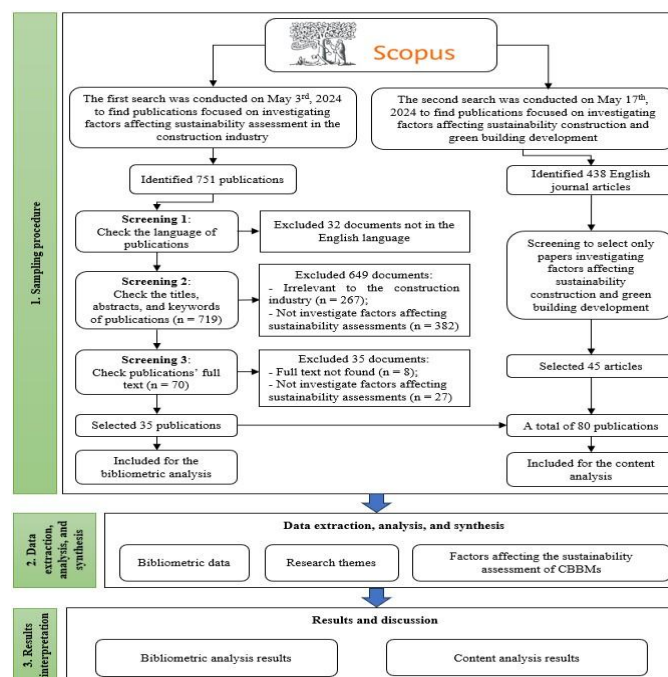 Scopus
The first search was conducted on May 3rd, 2024
to find publications focused on investigating
factors affecting sustainability assessment in the
construction industry
The second search was conducted on May 17th,
2024 to find publications focused on investigating
factors affecting sustainability construction and
green building development
Identified 751 publications
Identified 438 English
journal articles
Screening 1:
Check the language of
publications
Excluded 32 documents not in the
English language
Screening 2:
Check the titles,
abstracts, and keywords
of publications (n = 719)
Excluded 649 documents:
- Irrelevant to the construction
industry (n = 267);
- Not investigate factors affecting
sustainability assessments (n = 382)
Screening to select only
papers investigating
factors affecting
sustainability
construction and green
building development
Screening 3:
Check publications' full
text (n = 70)
Excluded 35 documents:
- Full text not found (n = 8);
- Not investigate factors affecting
sustainability assessments (n = 27)
Selected 45 articles
Selected 35 publications
A total of 80 publications
Included for the
bibliometric analysis
Included for the content
analysis
1. Sampling procedure
2. Data
extraction,
analysis, and
synthesis
Data extraction, analysis, and synthesis
Bibliometric data
Research themes
Factors affecting the sustainability
assessment of CBBMs
3. Results
interpretation
Results and discussion
Bibliometric analysis results
Content analysis results